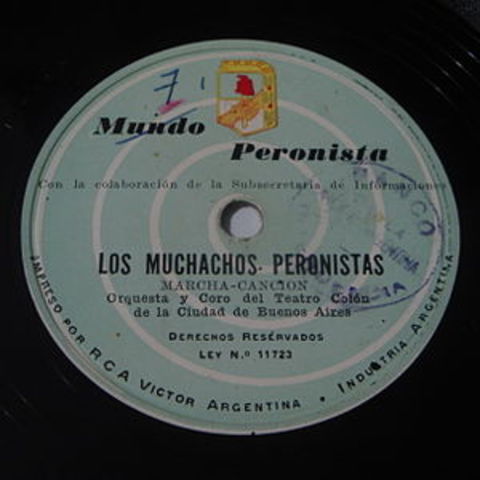 7
Mundo
Peronista
Con la colaboración de la Subsecretaría de Informaciones
LOS MUCHACHOS PERONISTAS
MARCHA-CANCION
Orquesta y Coro del Teatro Colón
de la Ciudad de Buenos Aires
DERECHOS RESERVADOS
LEY N.º 11723
IMPRESO POR RCA VICTOR ARGENTINA • INDUSTRIA ARGENTINA